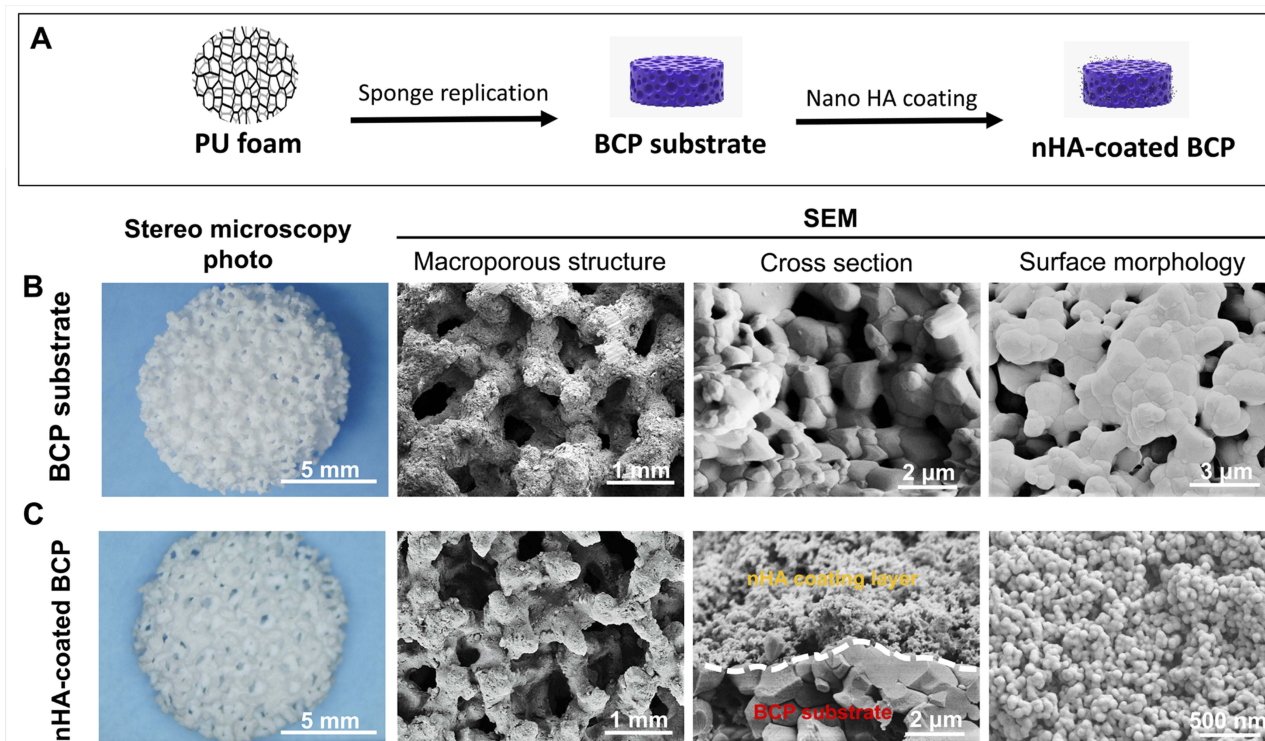 A
Sponge replication
Nano HA coating
PU foam
BCP substrate
nHA-coated BCP
Stereo microscopy
photo
SEM
Macroporous structure
Cross section
Surface morphology
B
BCP substrate
5 mm
1 mm
2 µm
3 µm
C
nHA-coated BCP
5 mm
1 mm
nHA coating layer
BCP substrate
2 µm
500 nm